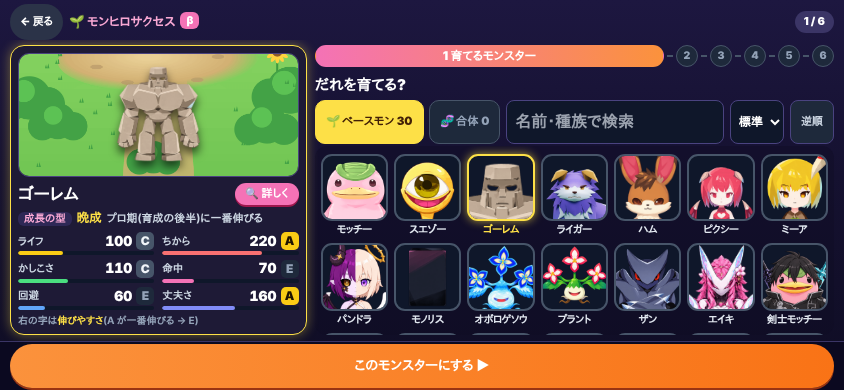 ← 戻る
🌱 モンヒロサクセス β
1 / 6
1 育てるモンスター
2
3
4
5
6
だれを育てる?
🌱 ベースモン 30
🧬 合体 0
名前・種族で検索
標準
逆順
ゴーレム
🔍 詳しく
成長の型 晩成 プロ期(育成の後半)に一番伸びる
ライフ 100 C
ちから 220 A
かしこさ 110 C
命中 70 E
回避 60 E
丈夫さ 160 A
右の字は伸びやすさ(A が一番伸びる → E)
モッチー
スエゾー
ゴーレム
ライガー
ハム
ピクシー
ミーア
パンドラ
モノリス
オボロゲソウ
プラント
ザン
エイキ
剣士モッチー
このモンスターにする ▶